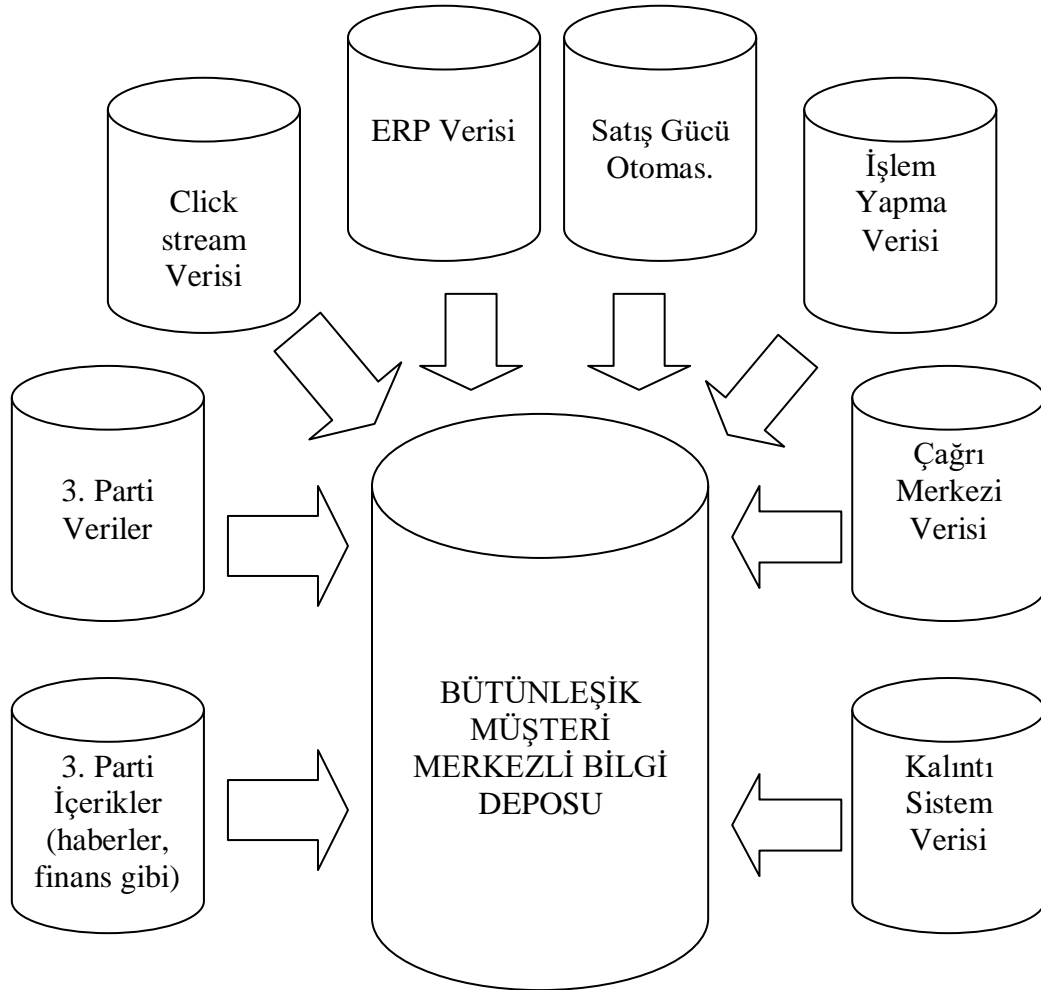 ERP Verisi
Satış Gücü
Otomas.
İşlem
Yapma
Verisi
Click
stream
Verisi
3. Parti
Veriler
Çağrı
Merkezi
Verisi
BÜTÜNLEŞİK
MÜŞTERİ
MERKEZLİ BİLGİ
DEPOSU
3. Parti
İçerikler
(haberler,
finans gibi)
Kalıntı
Sistem
Verisi